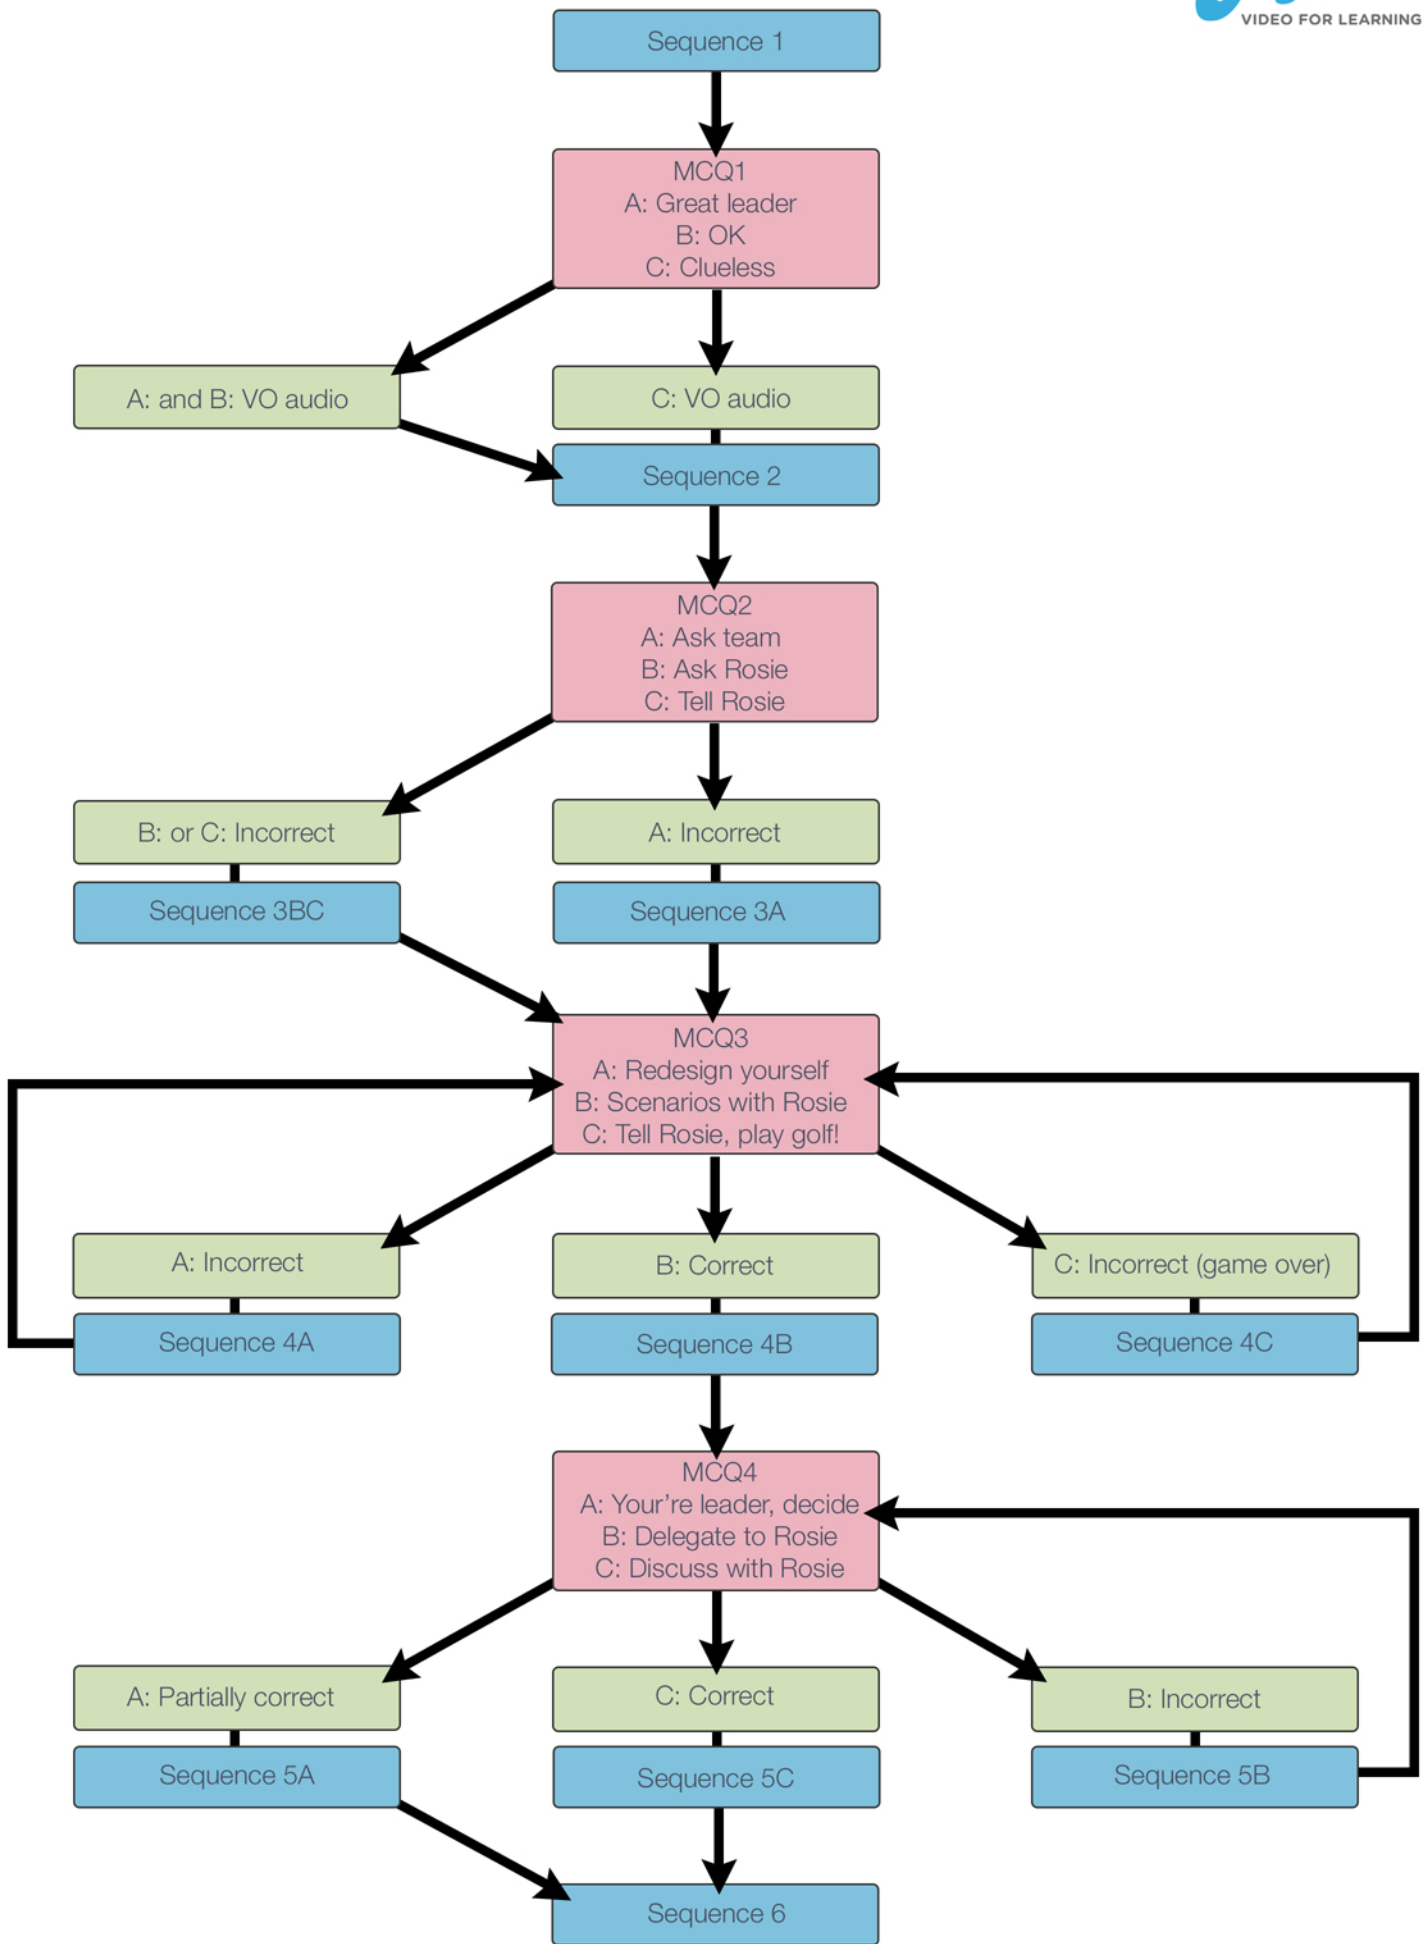 VIDEO FOR LEARNING
Sequence 1
MCQ1
A: Great leader
B: OK
C: Clueless
A: and B: VO audio
C: VO audio
Sequence 2
MCQ2
A: Ask team
B: Ask Rosie
C: Tell Rosie
B: or C: Incorrect
A: Incorrect
Sequence 3BC
Sequence 3A
MCQ3
A: Redesign yourself
B: Scenarios with Rosie
C: Tell Rosie, play golf!
A: Incorrect
B: Correct
C: Incorrect (game over)
Sequence 4A
Sequence 4B
Sequence 4C
MCQ4
A: Your're leader, decide
B: Delegate to Rosie
C: Discuss with Rosie
A: Partially correct
C: Correct
B: Incorrect
Sequence 5A
Sequence 5C
Sequence 5B
Sequence 6